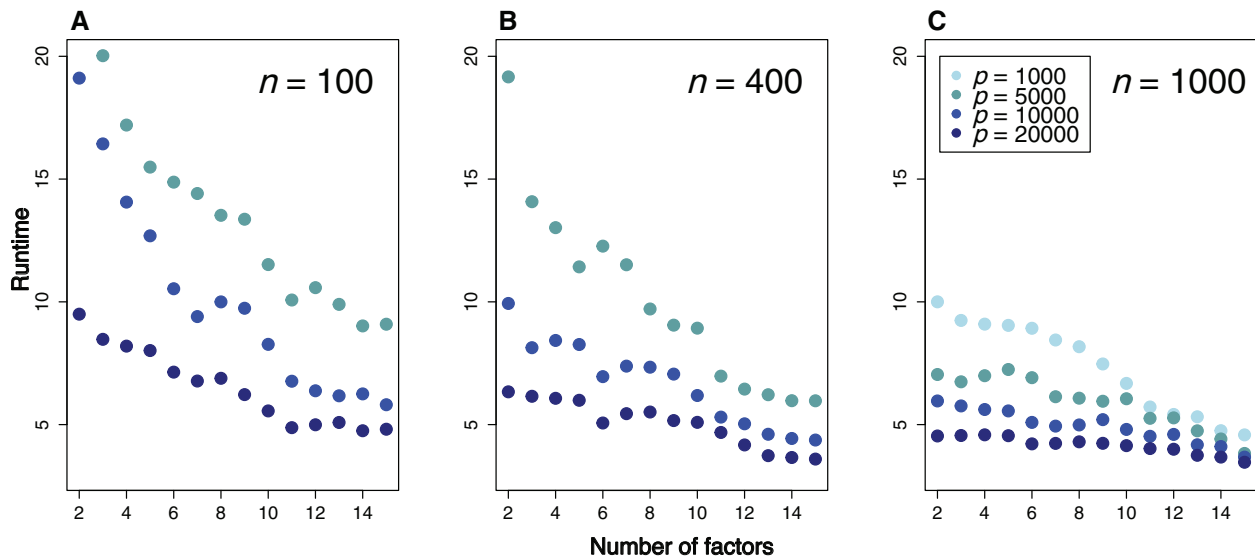 A
B
C
n = 100
n = 400
n = 1000
p = 1000
p = 5000
p = 10000
p = 20000
Runtime
20
15
10
5
20
15
10
5
20
15
10
5
2 4 6 8 10 12 14
2 4 6 8 10 12 14
2 4 6 8 10 12 14
Number of factors